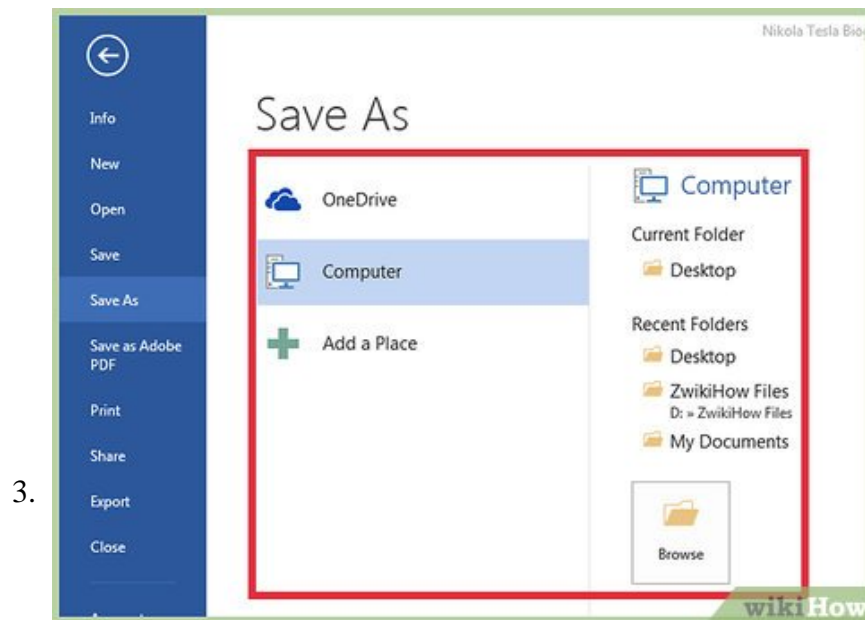 Nikola Tesla
Save As
Info
New
Open
Save
Save As
Save as Adobe
PDF
Print
Share
Export
Close
OneDrive
Computer
Add a Place
Computer
Current Folder
Desktop
Recent Folders
Desktop
ZwikiHow Files
D: » ZwikiHow Files
My Documents
Browse
3.
wikiHow